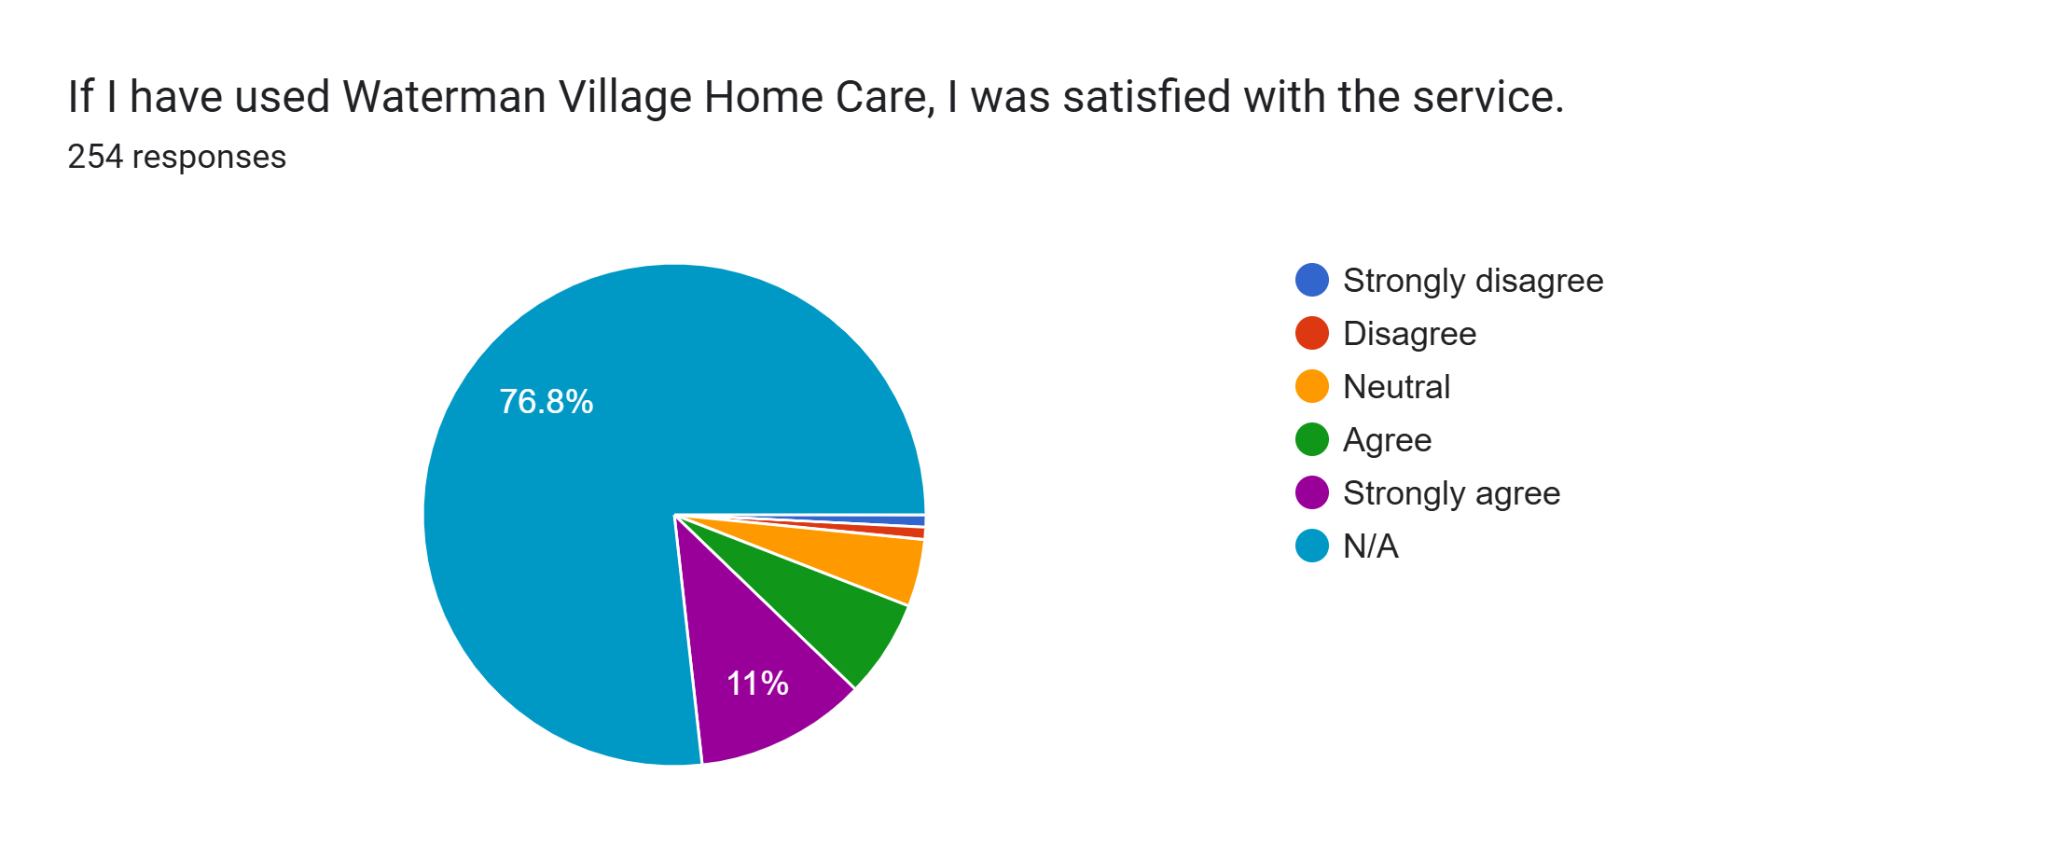 If I have used Waterman Village Home Care, I was satisfied with the service.
254 responses
76.8%
11%
Strongly disagree
Disagree
Neutral
Agree
Strongly agree
N/A